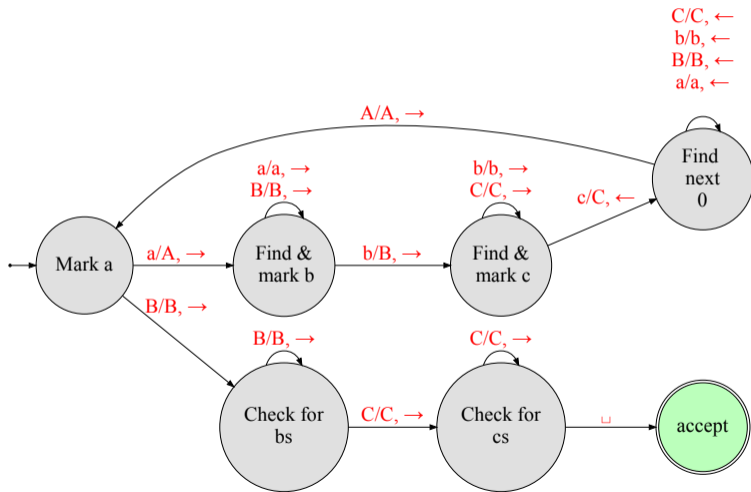 C/C, ←
b/b, ←
B/B, ←
a/a, ←
A/A, →
Find
next
0
a/a, →
B/B, →
b/b, →
C/C, →
c/C, ←
Mark a
a/A, →
Find &
mark b
b/B, →
Find &
mark c
B/B, →
B/B, →
C/C, →
Check for
bs
C/C, →
Check for
cs
␣
accept